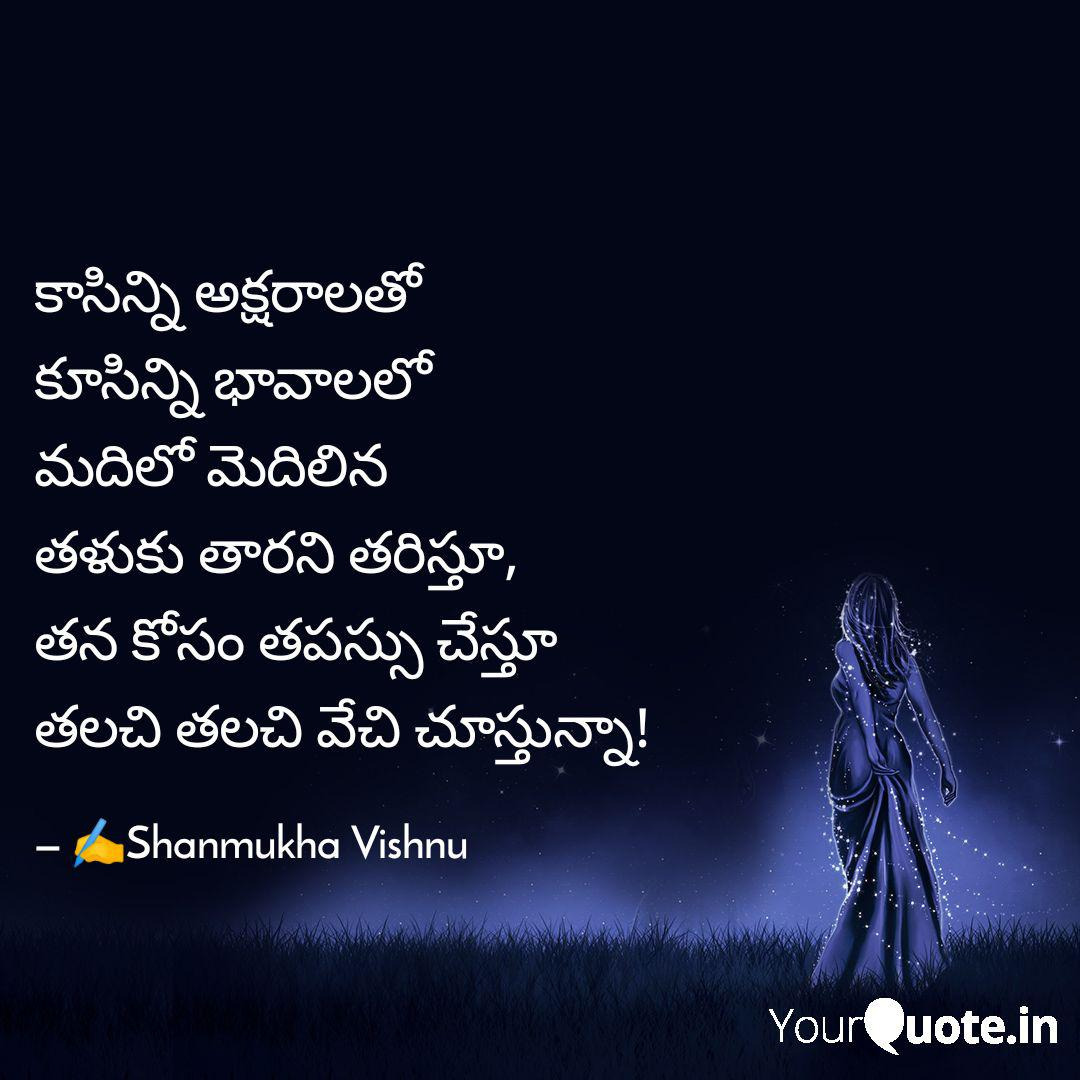 కాసిన్ని అక్షరాలతో
కూసిన్ని భావాలలో
మదిలో మెదిలిన
తళుకు తారని తరిస్తూ,
తన కోసం తపస్సు చేస్తూ
తలచి తలచి వేచి చూస్తున్నా!
– ✍️Shanmukha Vishnu
YourQuote.in